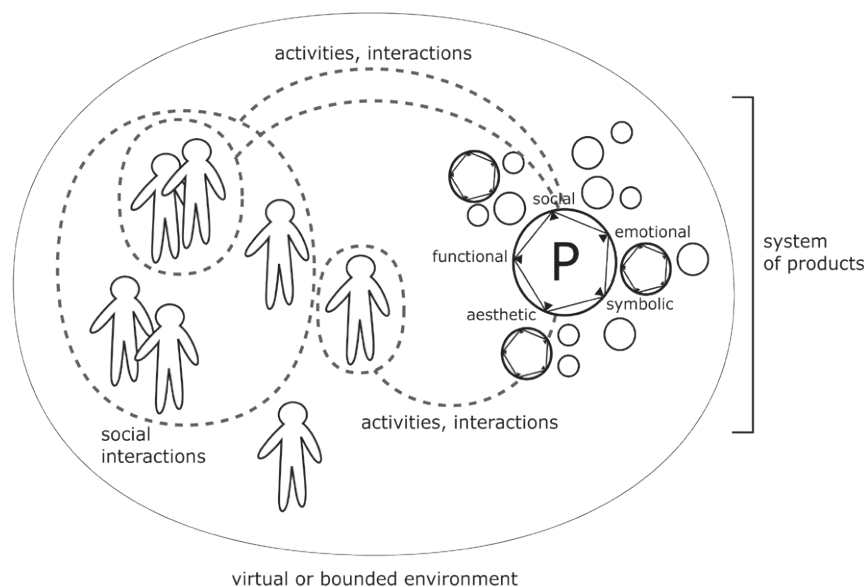 activities, interactions
social
emotional
functional
P
system
of products
symbolic
aesthetic
activities, interactions
social
interactions
virtual or bounded environment